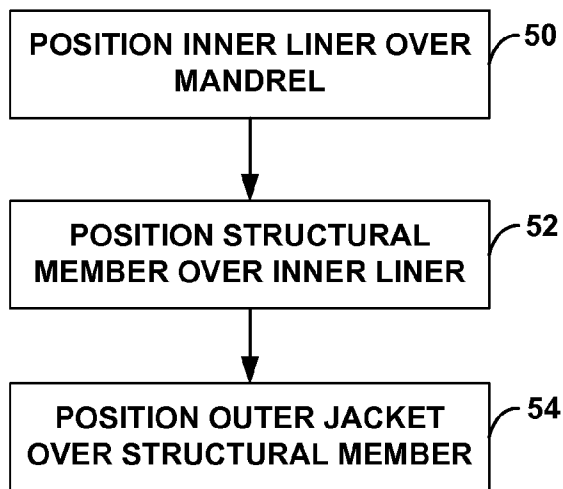 POSITION INNER LINER OVER
MANDREL
50
POSITION STRUCTURAL
MEMBER OVER INNER LINER
52
POSITION OUTER JACKET
OVER STRUCTURAL MEMBER
54